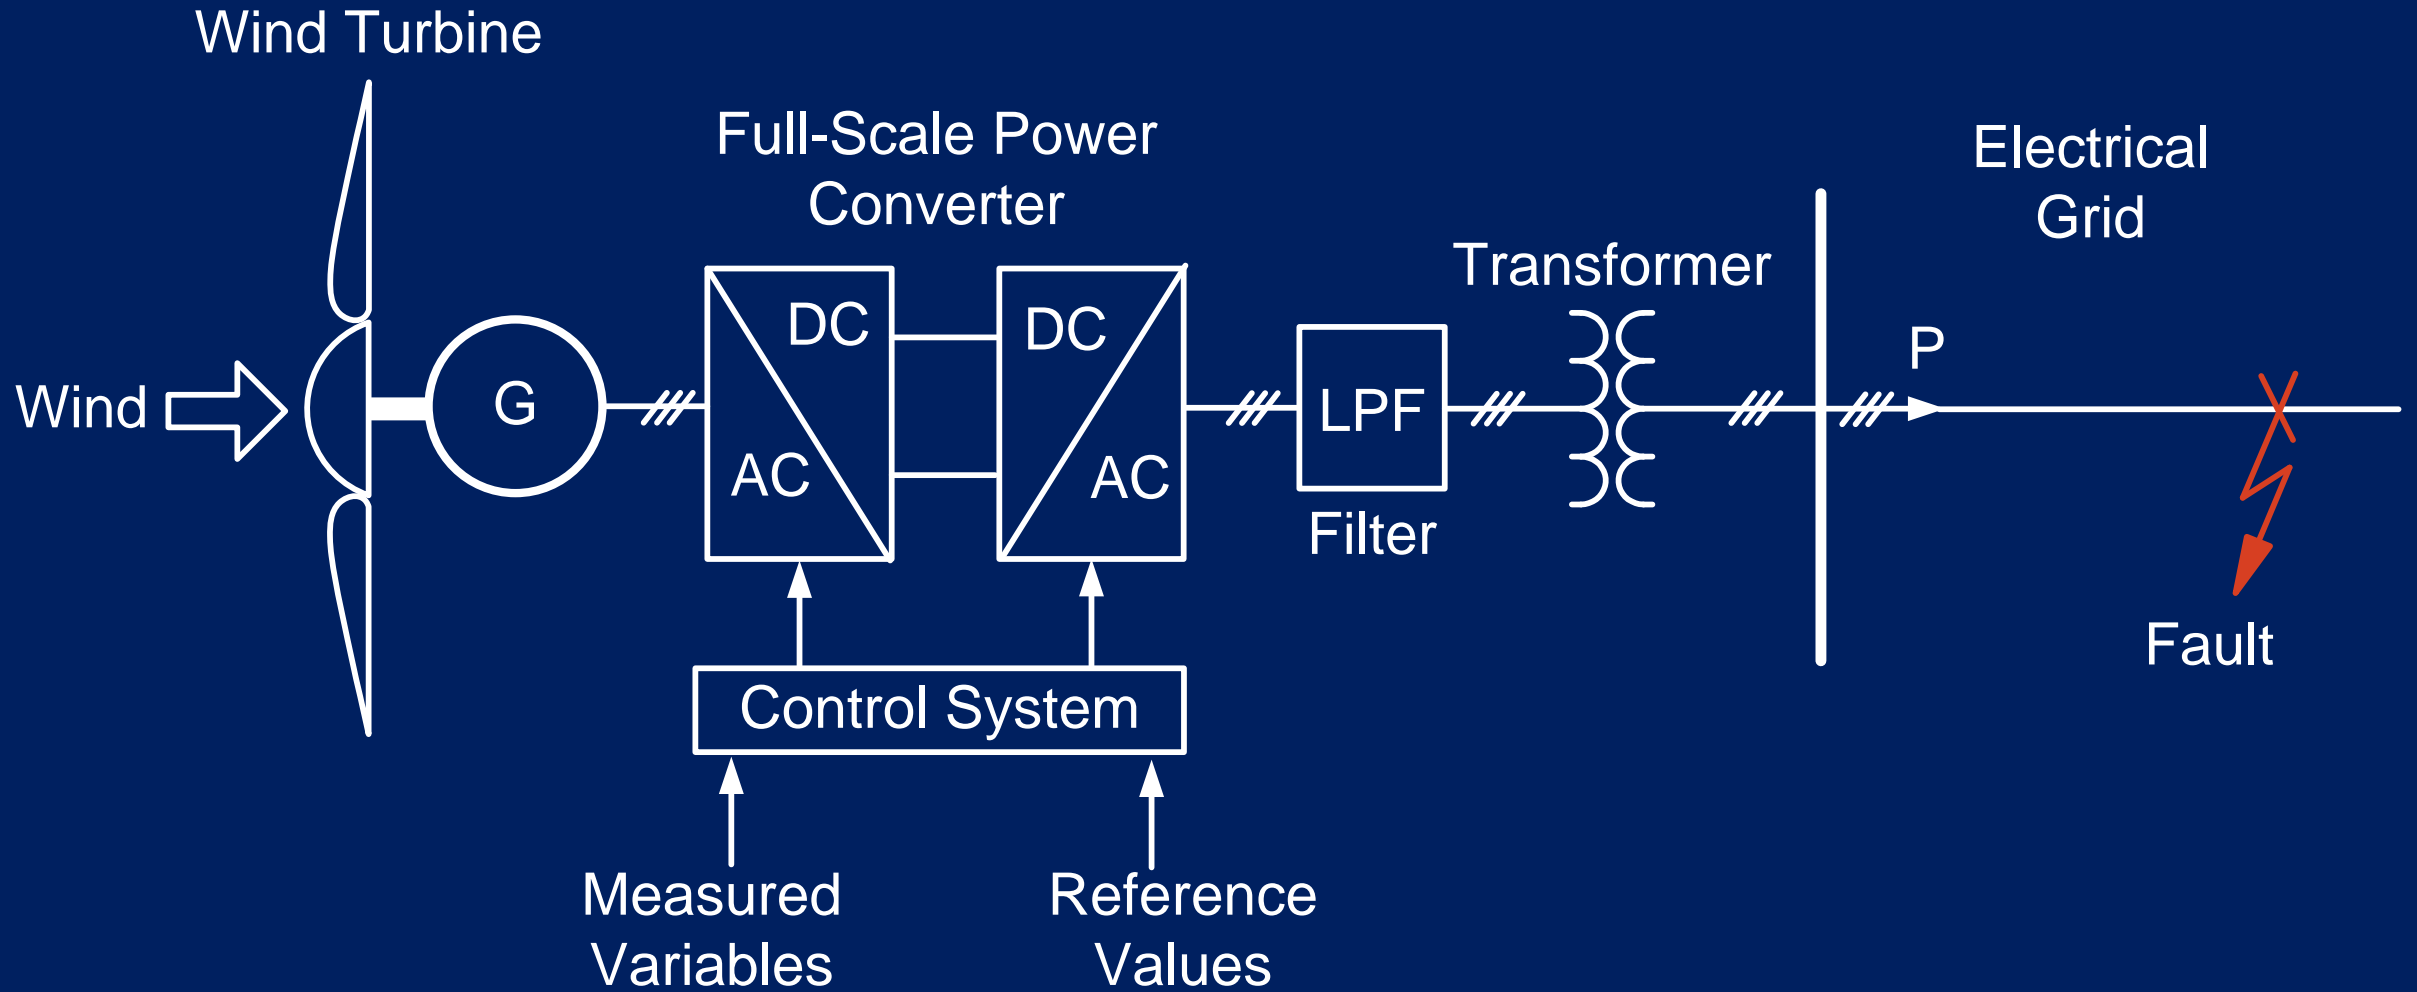 Wind Turbine
Full-Scale Power
Converter
Electrical
Grid
Transformer
Wind
G
DC
AC
DC
AC
LPF
Filter
P
Fault
Control System
Measured
Variables
Reference
Values